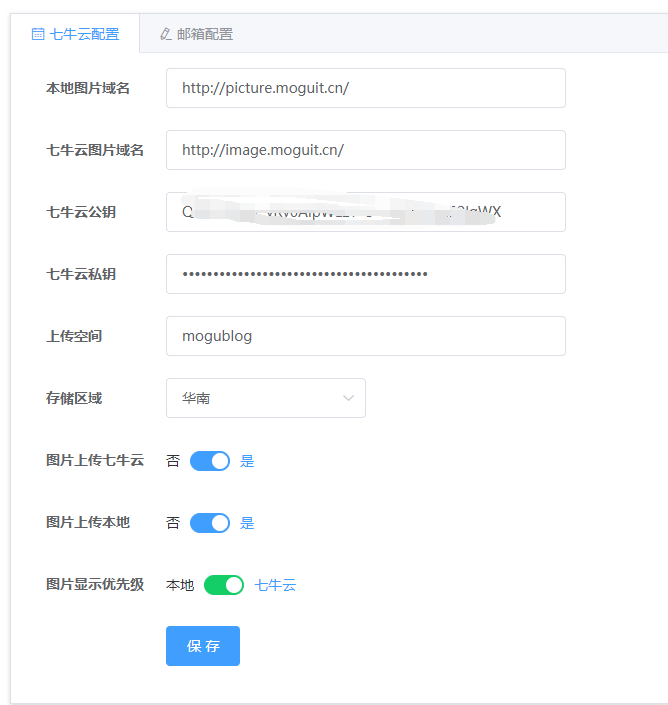 七牛云配置 邮箱配置
本地图片域名 http://picture.moguit.cn/
七牛云图片域名 http://image.moguit.cn/
七牛云公钥
七牛云私钥 ••••••••••••••••••••••••••••••••••••••••
上传空间 mogublog
存储区域 华南
图片上传七牛云 否 是
图片上传本地 否 是
图片显示优先级 本地 七牛云
保存